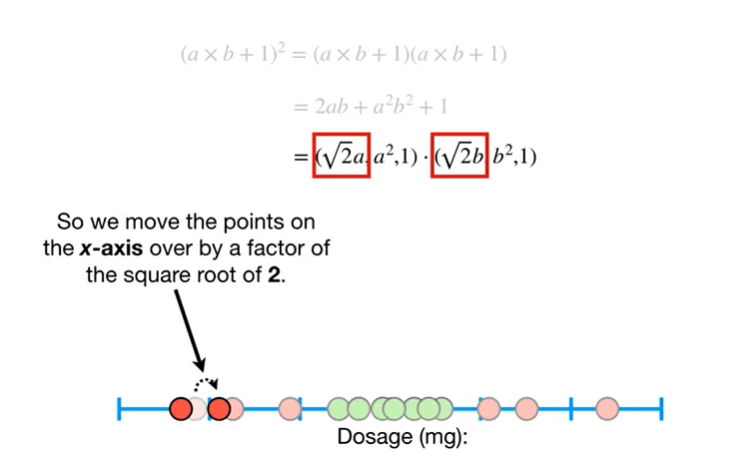 (a × b + 1)² = (a × b + 1)(a × b + 1)
= 2ab + a²b² + 1
= (√2a, a²,1) · (√2b, b²,1)
So we move the points on
the x-axis over by a factor of
the square root of 2.
Dosage (mg):